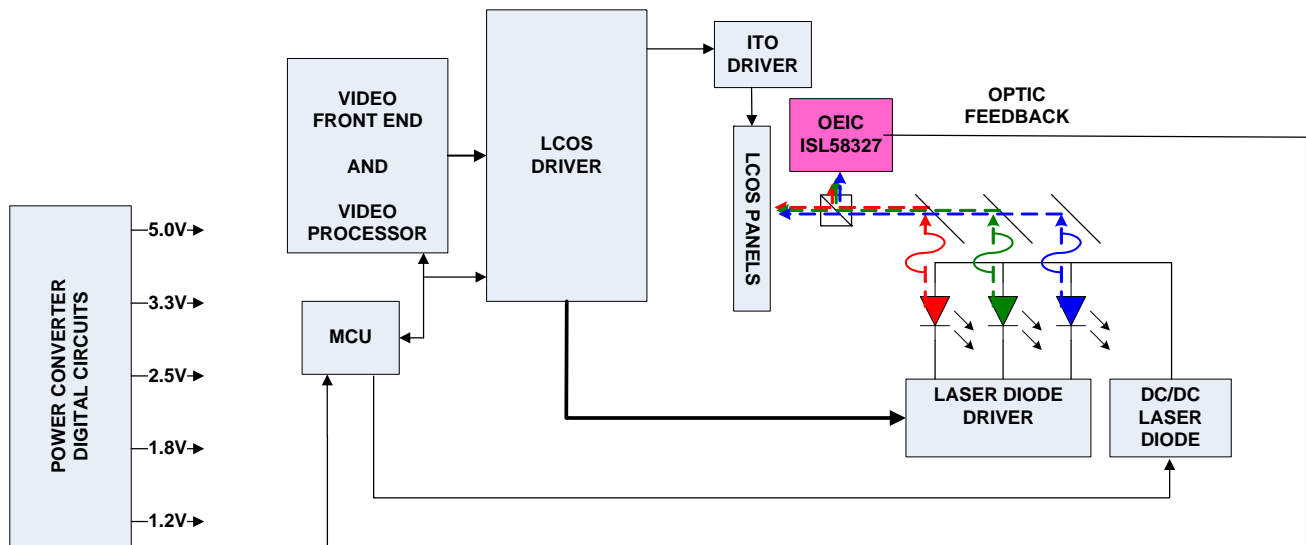 VIDEO
FRONT END
AND
VIDEO
PROCESSOR
LCOS
DRIVER
ITO
DRIVER
OEIC
ISL58327
OPTIC
FEEDBACK
LCOS PANELS
POWER CONVERTER
DIGITAL CIRCUITS
5.0V
3.3V
2.5V
1.8V
1.2V
MCU
LASER DIODE
DRIVER
DC/DC
LASER
DIODE